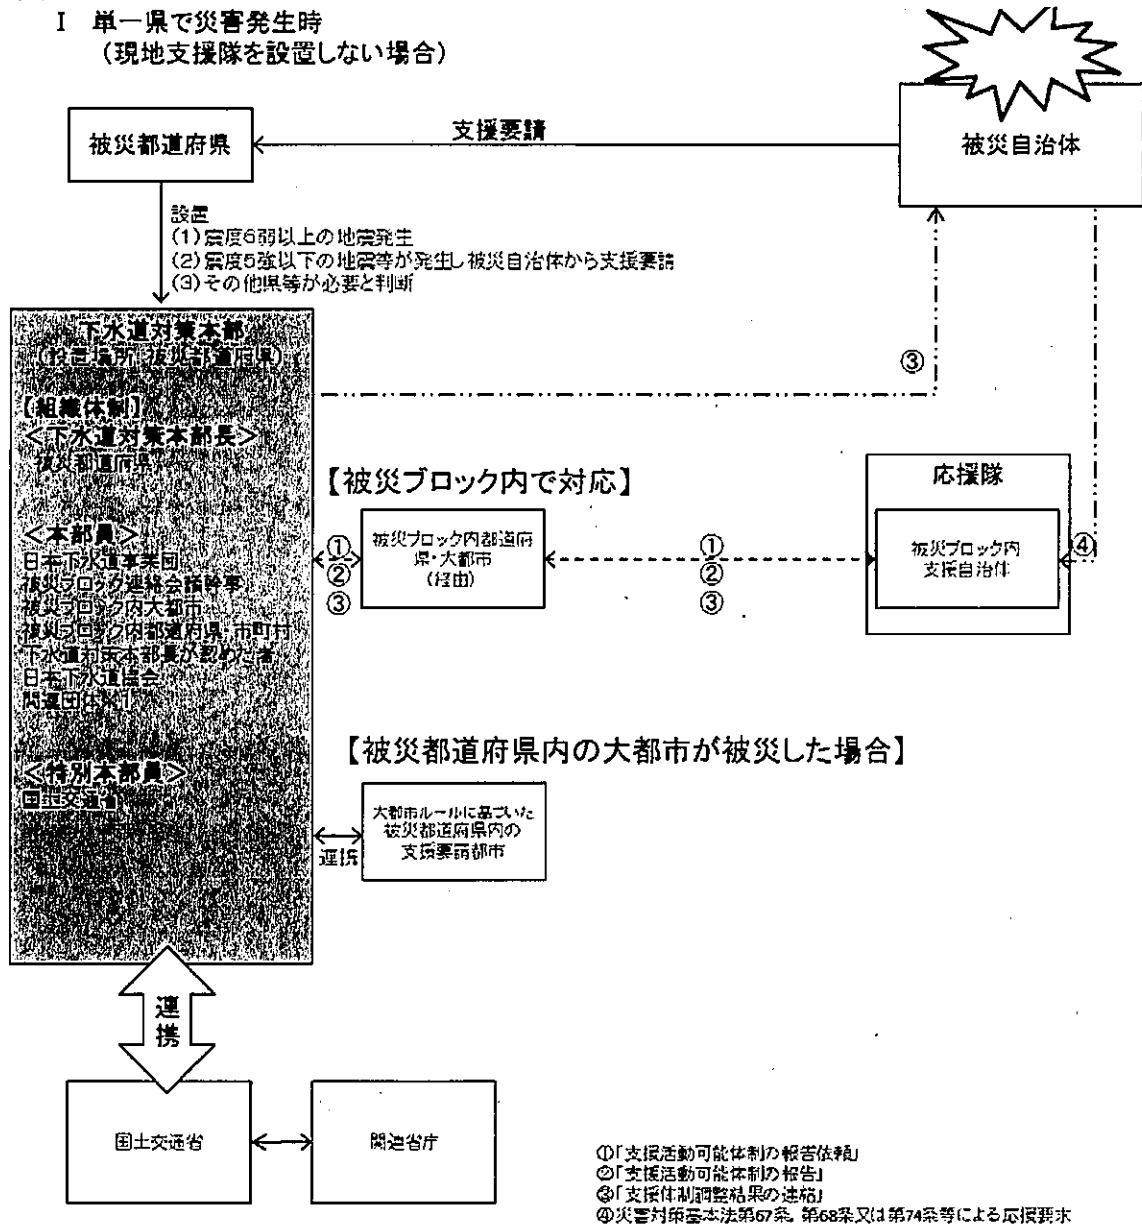 I 単一県で災害発生時
(現地支援隊を設置しない場合)
被災都道府県
支援要請
被災自治体
設置
(1)震度6弱以上の地震発生
(2)震度5強以下の地震等が発生し被災自治体から支援要請
(3)その他県等が必要と判断
下水道対策本部
(設置場所 被災都道府県)
【組織体制】
<下水道対策本部長>
被災都道府県
<本部員>
日本下水道事業団
被災ブロック連絡会議幹事
被災ブロック内大都市
被災ブロック内都道府県・市町村
下水道対策本部長が認めた者
日本下水道協会
関連団体※1
<特別本部員>
国土交通省
③
【被災ブロック内で対応】
①
②
③
被災ブロック内都道府
県・大都市
(経由)
①
②
③
応援隊
被災ブロック内
支援自治体
④
【被災都道府県内の大都市が被災した場合】
連携
大都市ルールに基づいた
被災都道府県内の
支援要請都市
連
携
国土交通省
関連省庁
①「支援活動可能体制の報告依頼」
②「支援活動可能体制の報告」
③「支援体制調整結果の連絡」
④災害対策基本法第67条, 第68条又は第74条等による応援要求